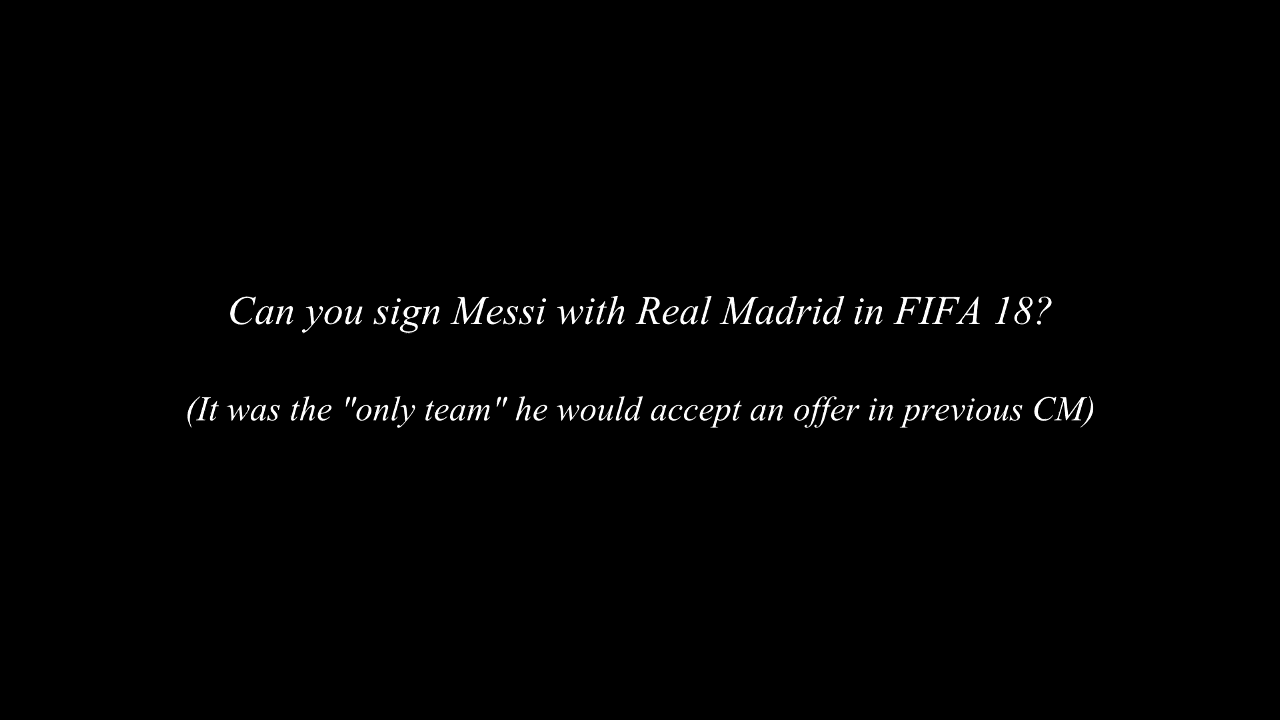 Can you sign Messi with Real Madrid in FIFA 18?
(It was the "only team" he would accept an offer in previous CM)